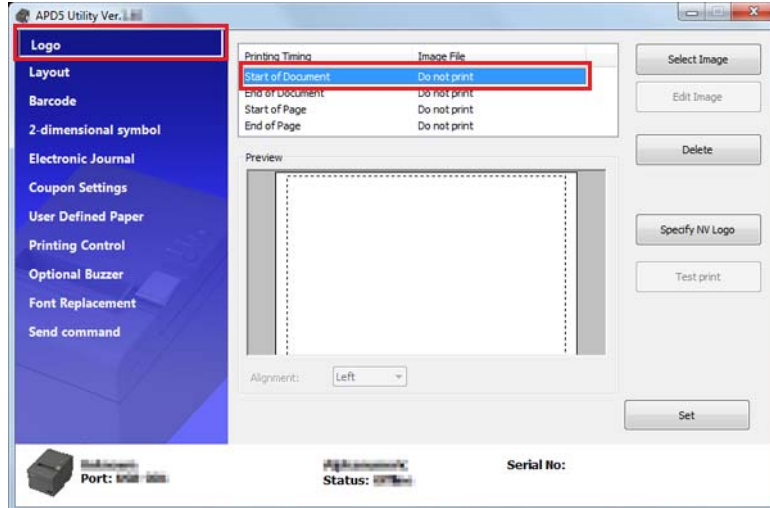 APD5 Utility Ver.
Logo
Layout
Barcode
2-dimensional symbol
Electronic Journal
Coupon Settings
User Defined Paper
Printing Control
Optional Buzzer
Font Replacement
Send command
Printing Timing Image File
Start of Document Do not print
End of Document Do not print
Start of Page Do not print
End of Page Do not print
Preview
Alignment: Left
Select Image
Edit Image
Delete
Specify NV Logo
Test print
Set
Port:
Status:
Serial No: